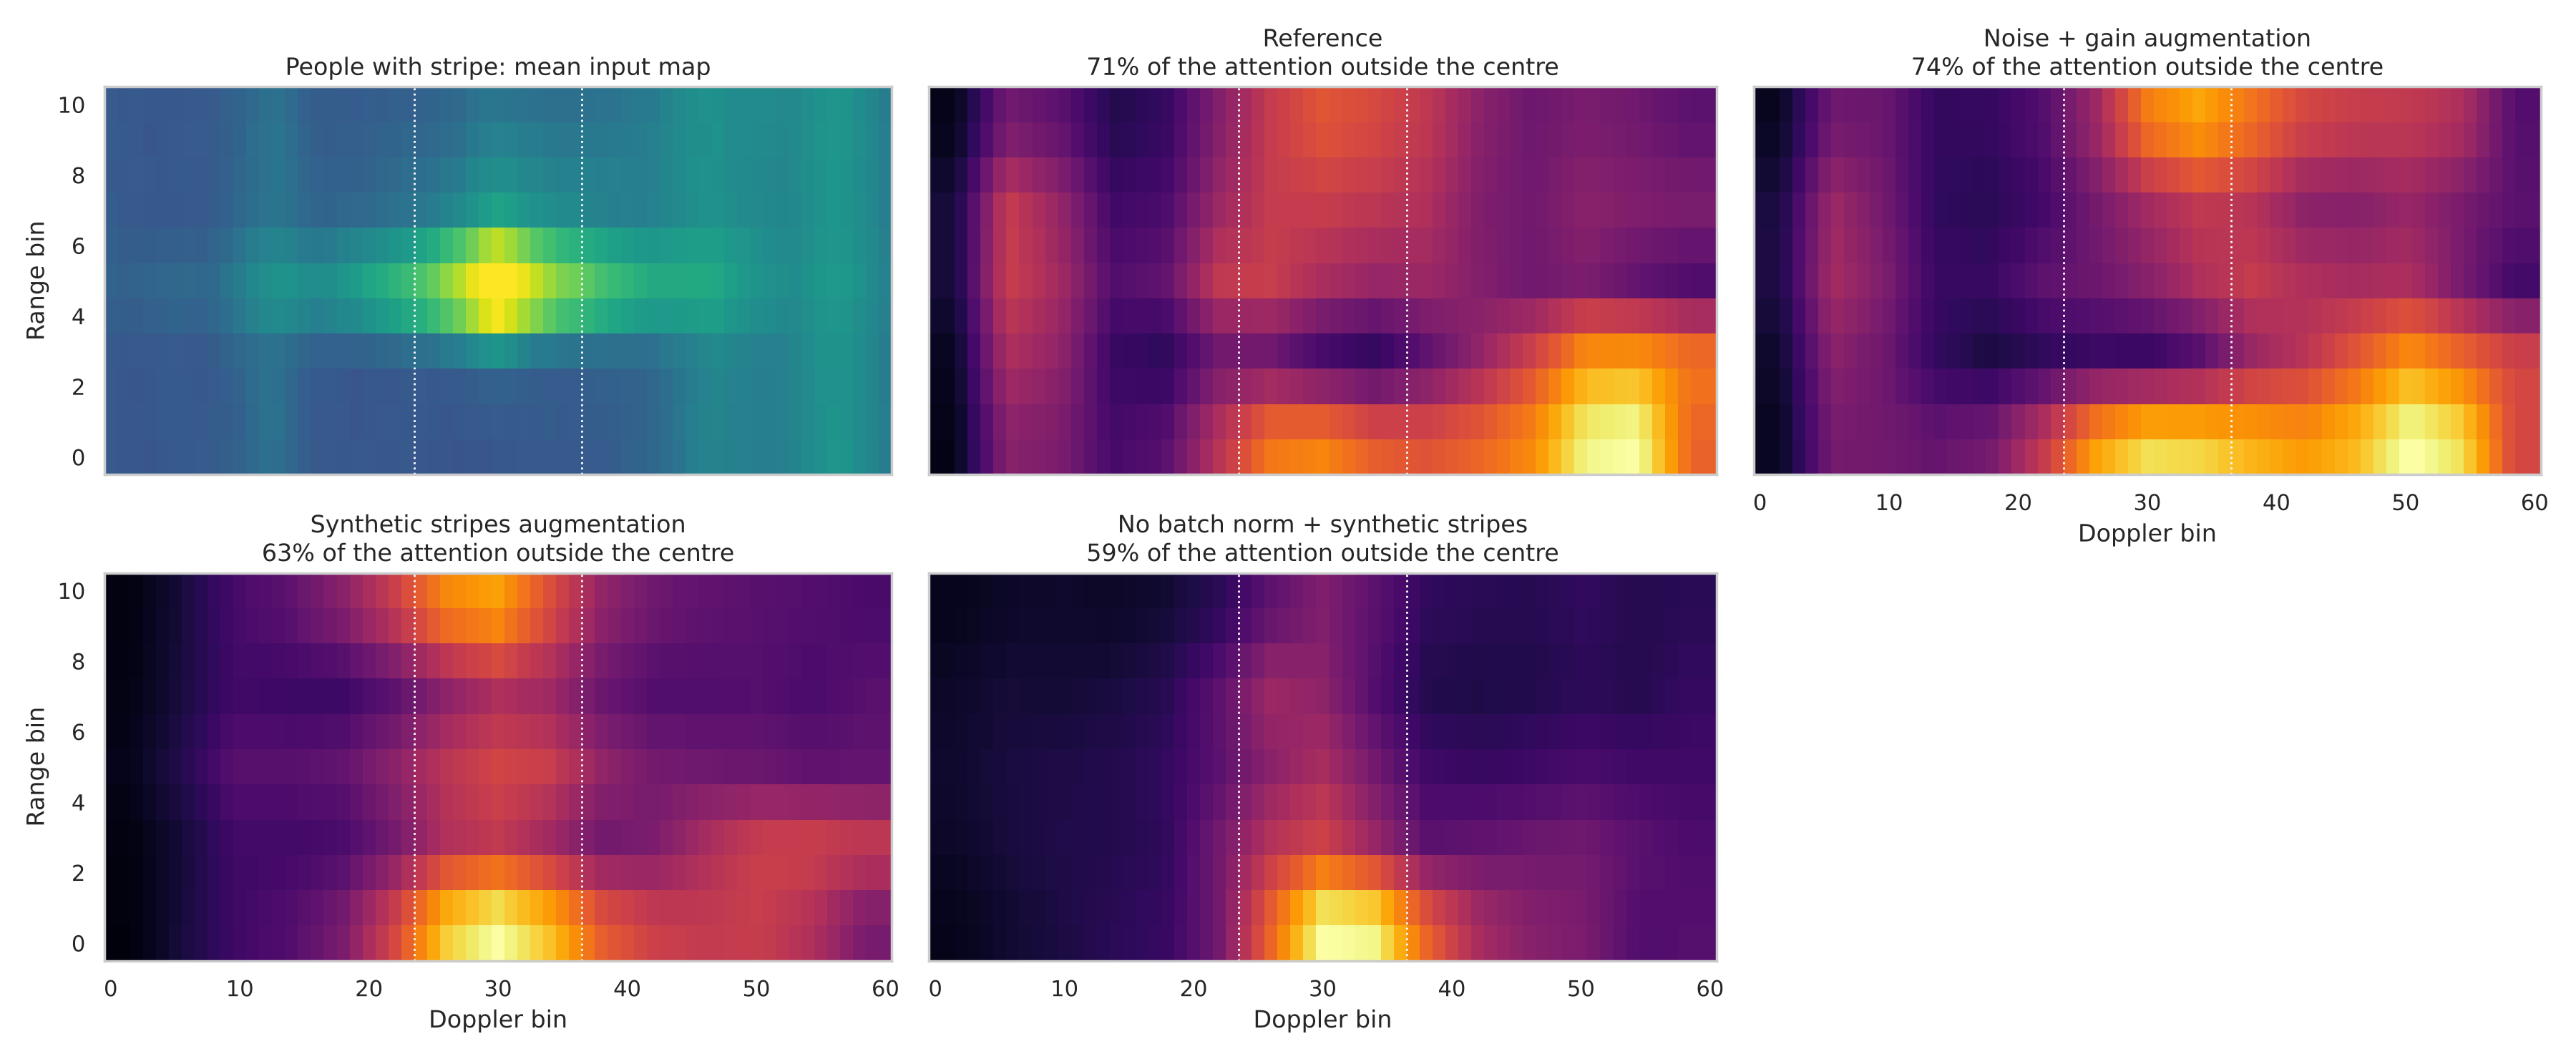 People with stripe: mean input map
Range bin
10
8
6
4
2
0
Reference
71% of the attention outside the centre
Noise + gain augmentation
74% of the attention outside the centre
0 10 20 30 40 50 60
Doppler bin
Synthetic stripes augmentation
63% of the attention outside the centre
Range bin
10
8
6
4
2
0
0 10 20 30 40 50 60
Doppler bin
No batch norm + synthetic stripes
59% of the attention outside the centre
0 10 20 30 40 50 60
Doppler bin